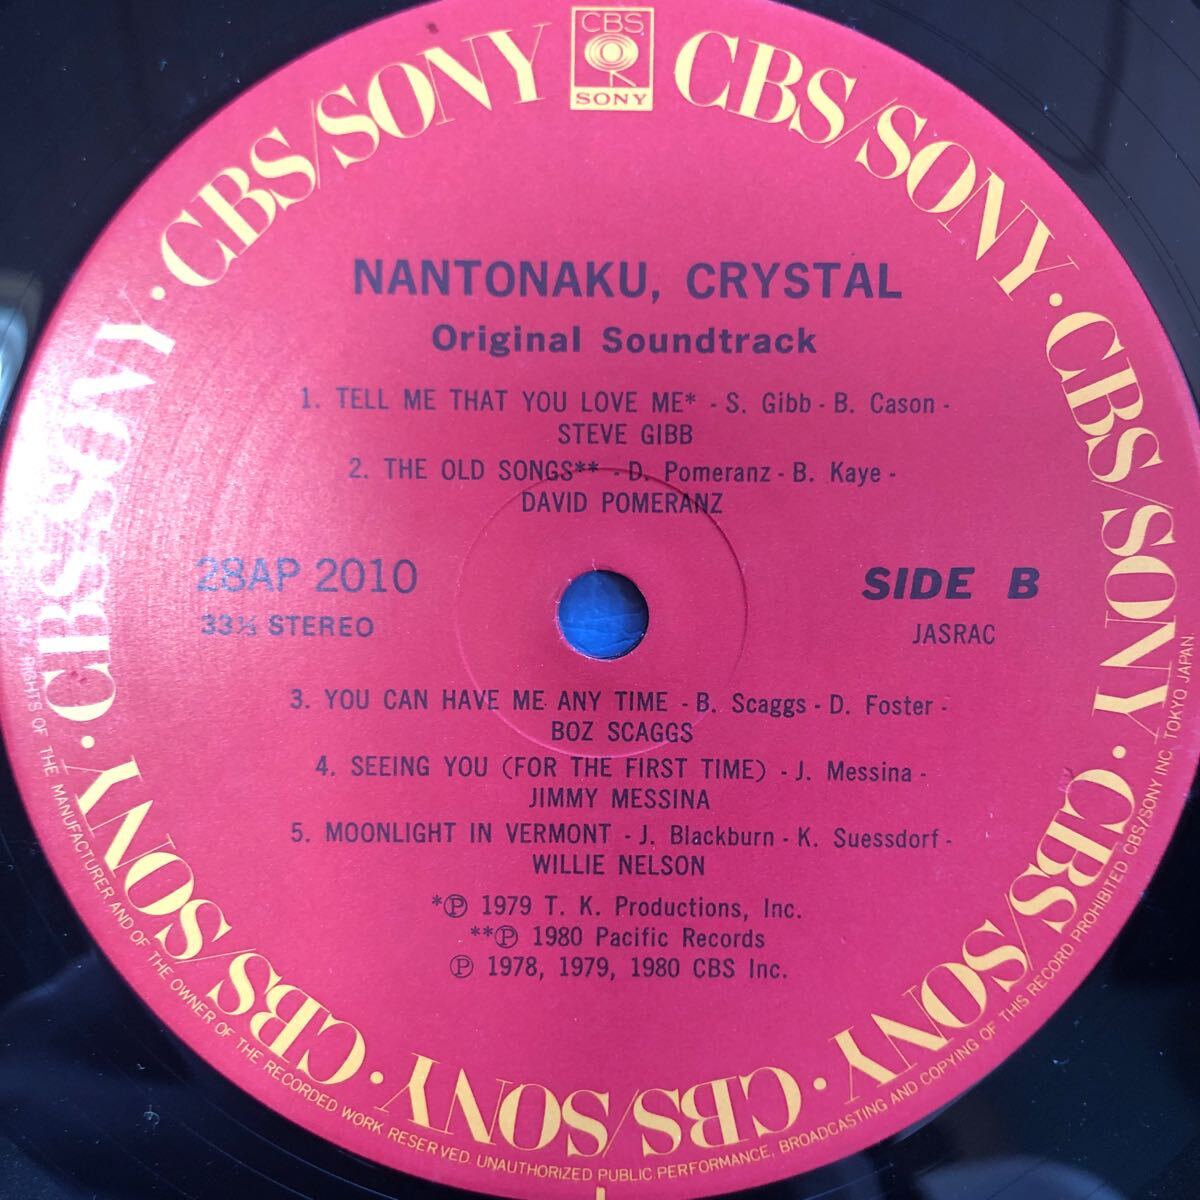 CBS
SONY
CBS/SONY · CBS/SONY · CBS/SONY · CBS/SONY · CBS/SONY · CBS/SONY · CBS/SONY · CBS/SONY
NANTONAKU, CRYSTAL
Original Soundtrack
1. TELL ME THAT YOU LOVE ME* - S. Gibb - B. Cason -
STEVE GIBB
2. THE OLD SONGS** - D. Pomeranz - B. Kaye -
DAVID POMERANZ
28AP 2010
33⅓ STEREO
SIDE B
JASRAC
3. YOU CAN HAVE ME ANY TIME - B. Scaggs - D. Foster -
BOZ SCAGGS
4. SEEING YOU (FOR THE FIRST TIME) - J. Messina -
JIMMY MESSINA
5. MOONLIGHT IN VERMONT - J. Blackburn - K. Suessdorf -
WILLIE NELSON
*Ⓟ 1979 T. K. Productions, Inc.
**Ⓟ 1980 Pacific Records
Ⓟ 1978, 1979, 1980 CBS Inc.
RIGHTS OF THE MANUFACTURER AND OF THE OWNER OF THE RECORDED WORK RESERVED. UNAUTHORIZED PUBLIC PERFORMANCE, BROADCASTING AND COPYING OF THIS RECORD PROHIBITED. CBS/SONY INC. TOKYO JAPAN.